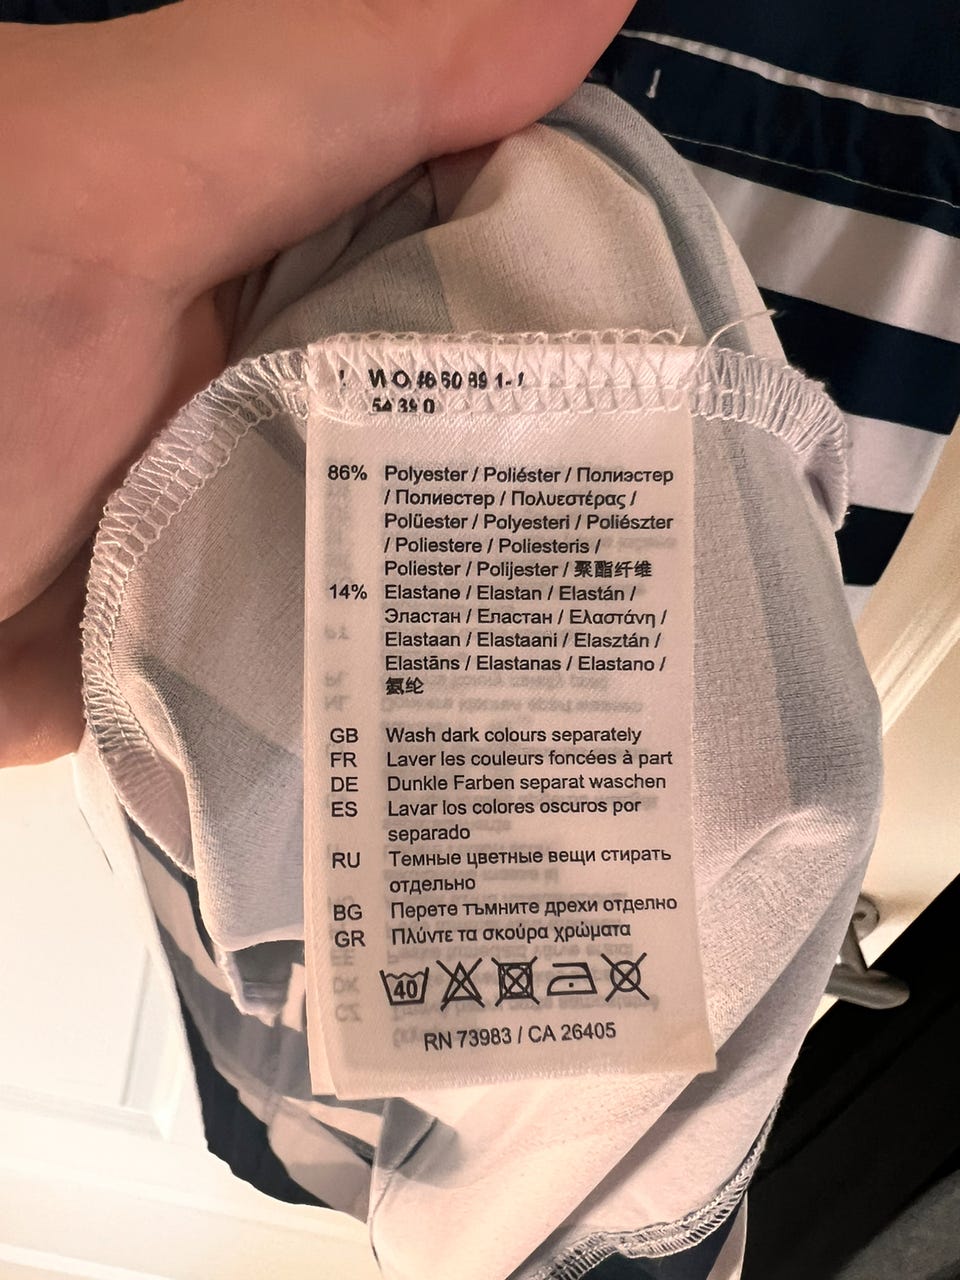 86% Polyester / Poliéster / Полиэстер
/ Полиестер / Πολυεστέρας /
Polüester / Polyesteri / Poliészter
/ Poliestere / Poliesteris /
Poliester / Polijester / 聚酯纤维
14% Elastane / Elastan / Elastán /
Эластан / Еластан / Ελαστάνη /
Elastaan / Elastaani / Elasztán /
Elastāns / Elastanas / Elastano /
氨纶
GB Wash dark colours separately
FR Laver les couleurs foncées à part
DE Dunkle Farben separat waschen
ES Lavar los colores oscuros por
separado
RU Темные цветные вещи стирать
отдельно
BG Перете тъмните дрехи отделно
GR Πλύντε τα σκούρα χρώματα
40
RN 73983 / CA 26405